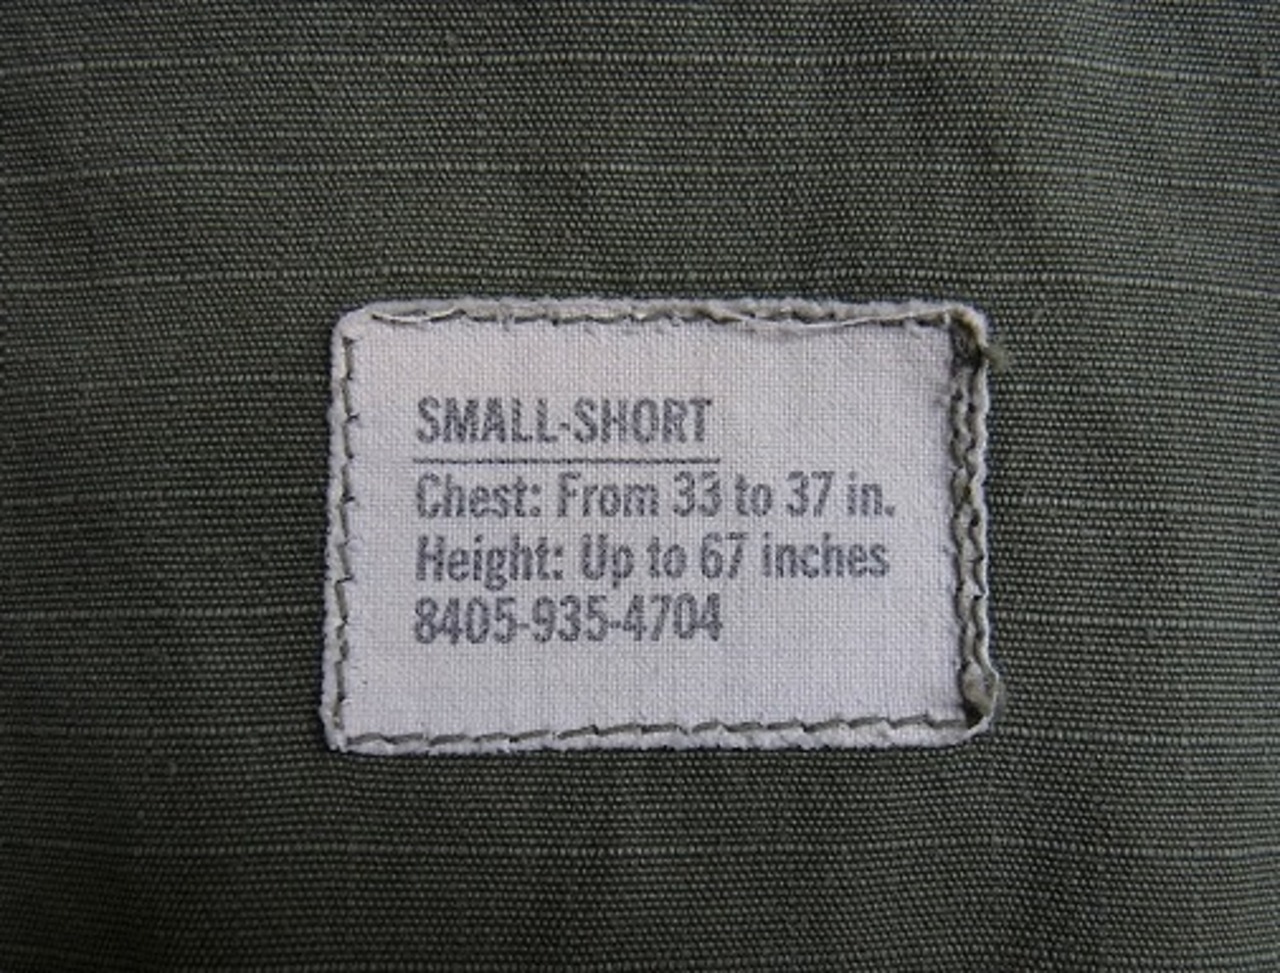 SMALL-SHORT
Chest: From 33 to 37 in.
Height: Up to 67 inches
8405-935-4704